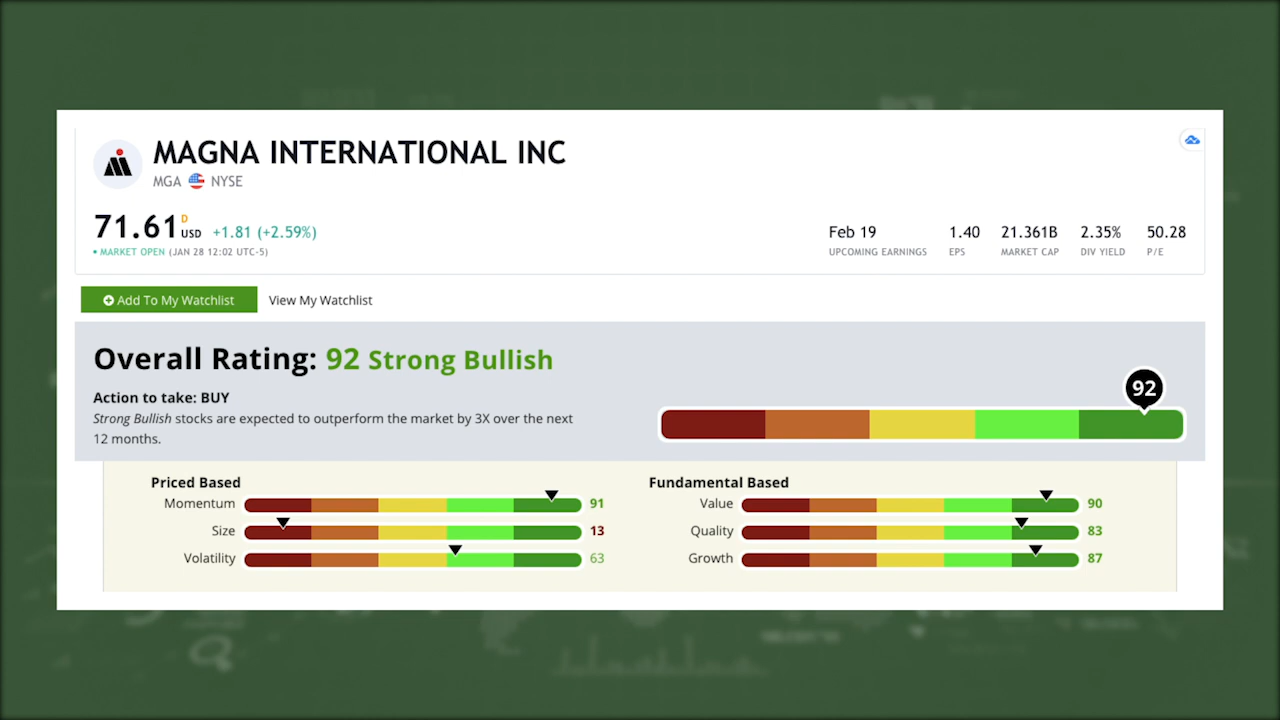 MAGNA INTERNATIONAL INC
MGA NYSE
71.61 D USD +1.81 (+2.59%)
• MARKET OPEN (JAN 28 12:02 UTC-5)
Feb 19 1.40 21.361B 2.35% 50.28
UPCOMING EARNINGS EPS MARKET CAP DIV YIELD P/E
Add To My Watchlist View My Watchlist
Overall Rating: 92 Strong Bullish
Action to take: BUY
Strong Bullish stocks are expected to outperform the market by 3X over the next
12 months.
92
Priced Based
Momentum 91
Size 13
Volatility 63
Fundamental Based
Value 90
Quality 83
Growth 87